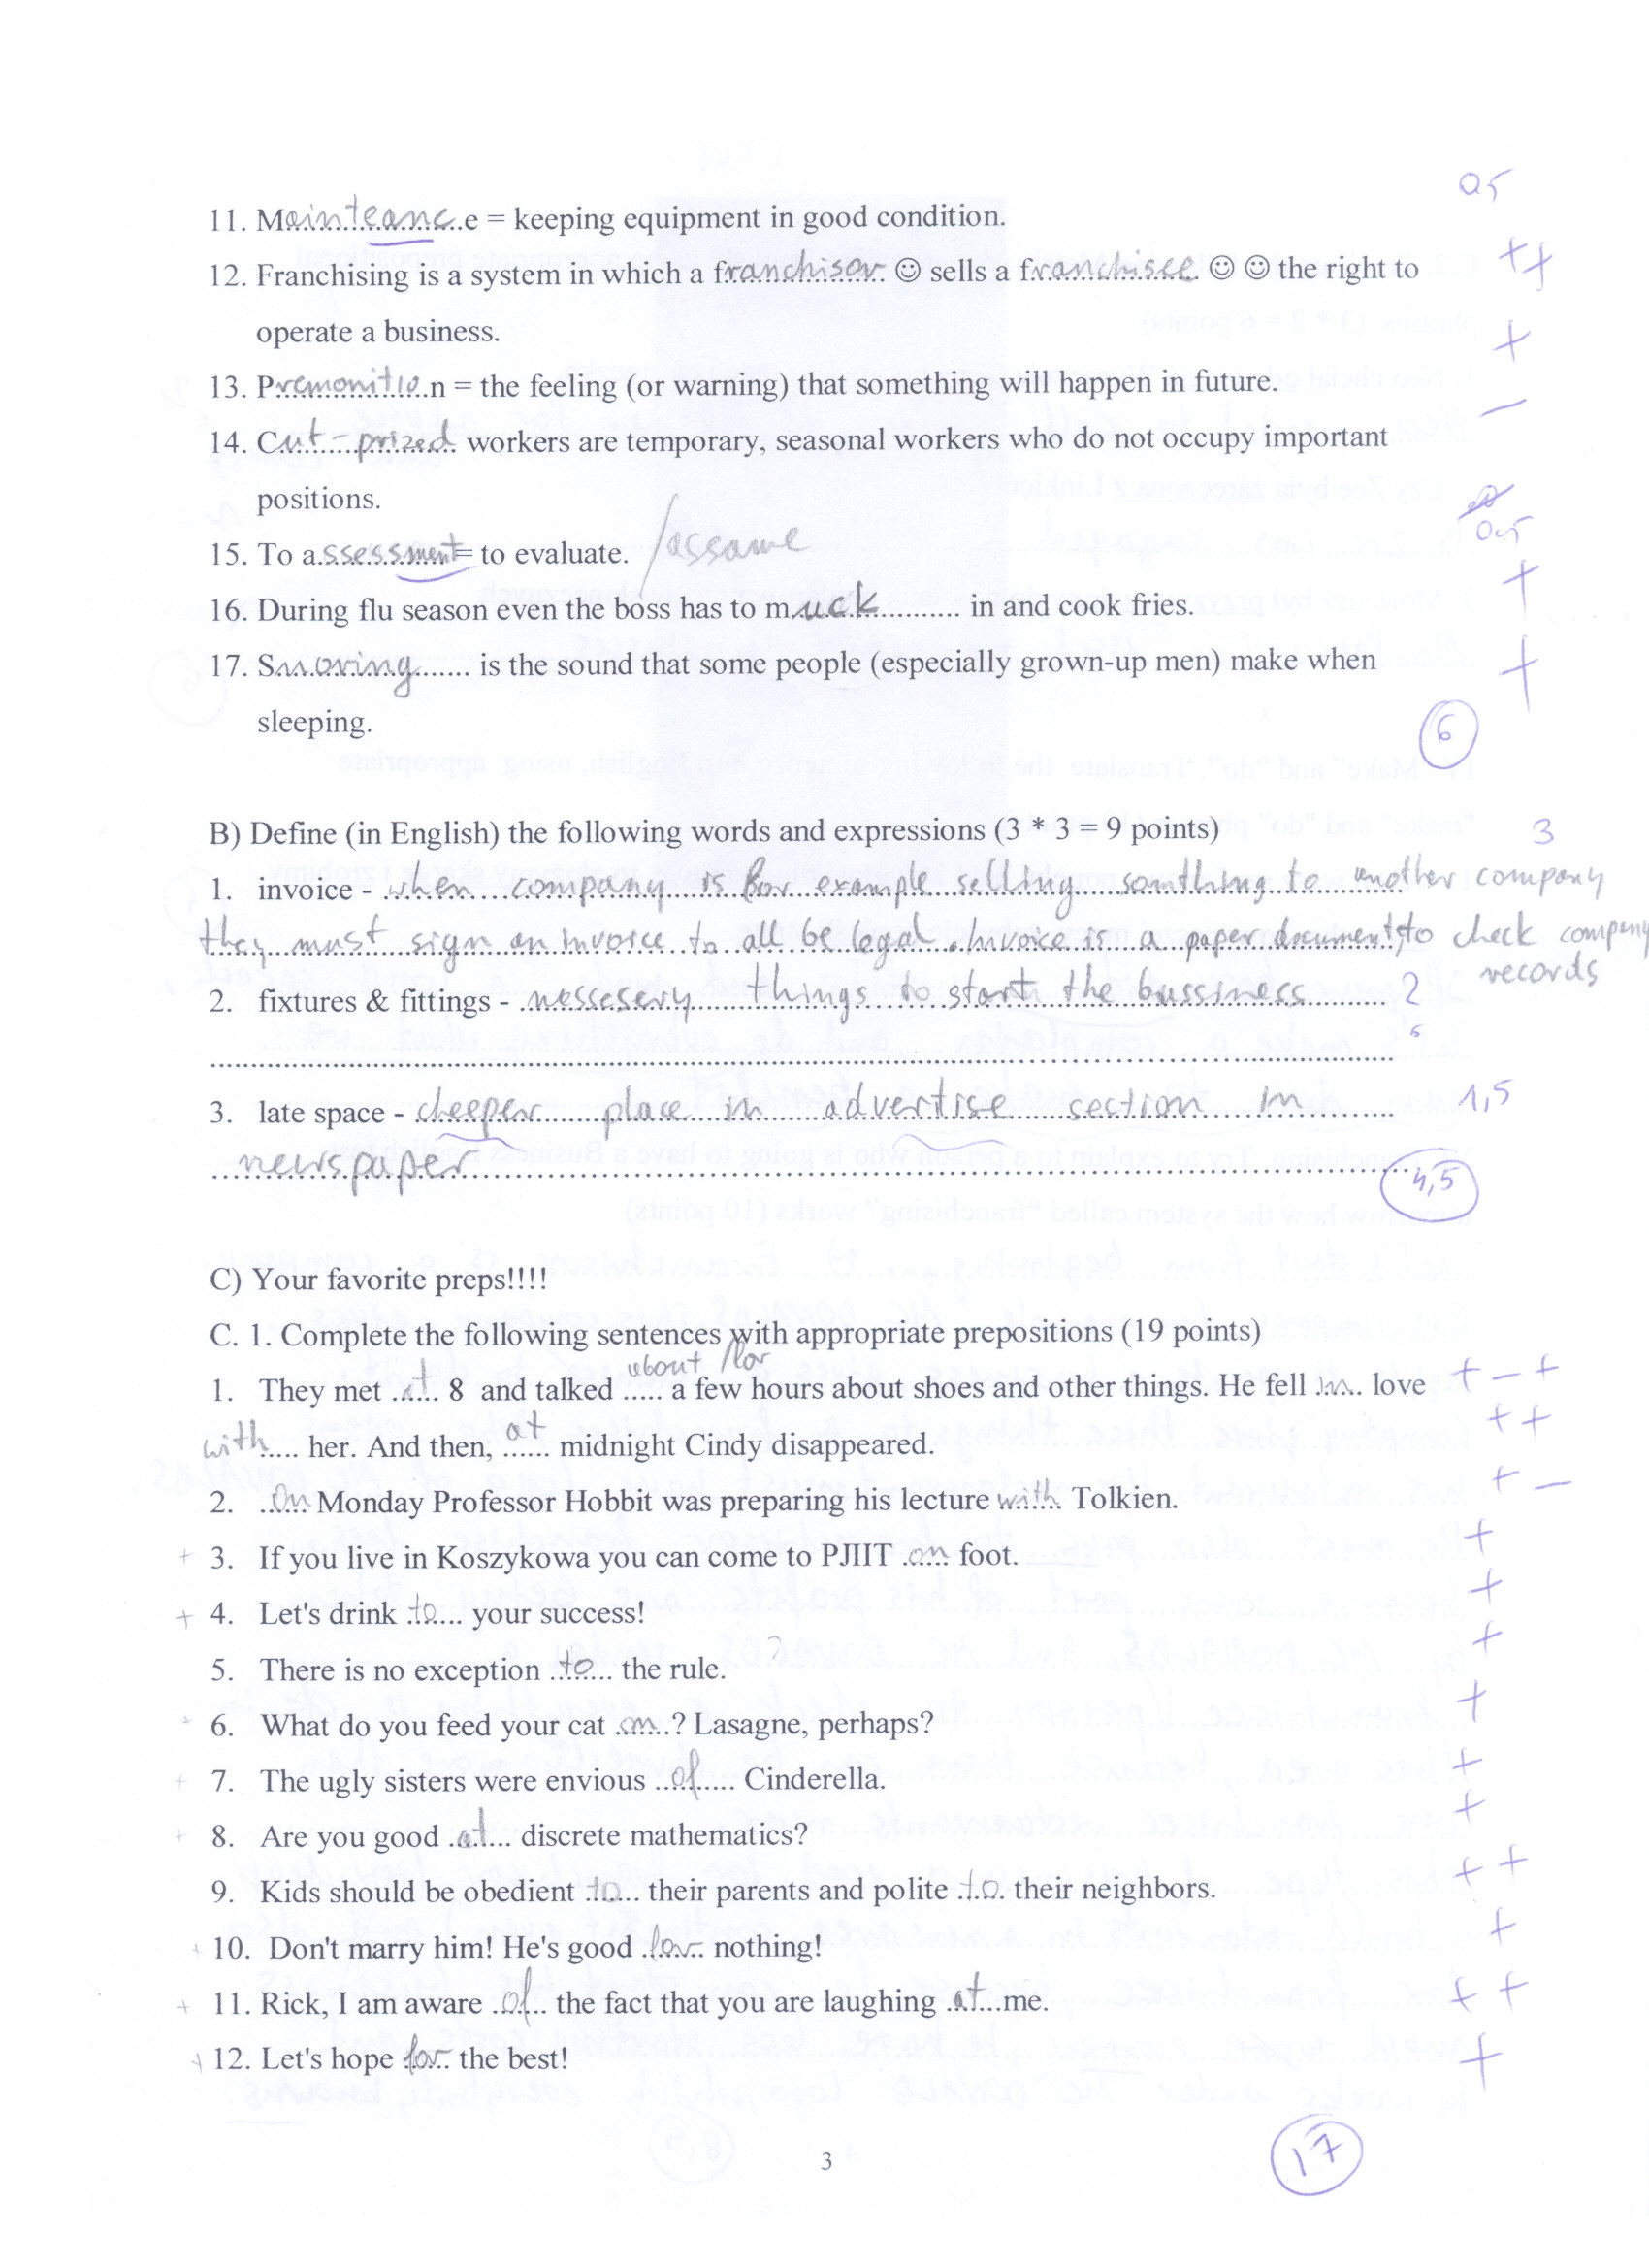 0,5
11. Mainteance = keeping equipment in good condition.
++
12. Franchising is a system in which a franchisor ☺ sells a franchisee ☺ ☺ the right to
operate a business.
+
13. Premonition = the feeling (or warning) that something will happen in future.
−
14. Cut-prized workers are temporary, seasonal workers who do not occupy important
positions.
0,5
15. To assessment = to evaluate. /assame
+
16. During flu season even the boss has to muck in and cook fries.
17. Snoring is the sound that some people (especially grown-up men) make when +
sleeping.
6
B) Define (in English) the following words and expressions (3 * 3 = 9 points) 3
1. invoice - when company is for example selling somthing to another company
they must sign an invoice to all be legal. Invoice is a paper document to check company
records
2. fixtures & fittings - nessesery things to start the bussiness 2
3. late space - cheeper place in advertise section in 1,5
newspaper
4,5
C) Your favorite preps!!!!
C. 1. Complete the following sentences with appropriate prepositions (19 points)
about /for
1. They met at 8 and talked ..... a few hours about shoes and other things. He fell in love + − +
with her. And then, at midnight Cindy disappeared. + +
2. On Monday Professor Hobbit was preparing his lecture with Tolkien. + −
+ 3. If you live in Koszykowa you can come to PJIIT on foot. +
+ 4. Let's drink to your success! +
5. There is no exception to the rule. ? +
6. What do you feed your cat on? Lasagne, perhaps? +
+ 7. The ugly sisters were envious of Cinderella. +
+ 8. Are you good at discrete mathematics? +
9. Kids should be obedient to their parents and polite to their neighbors. + +
+ 10. Don't marry him! He's good for nothing! +
+ 11. Rick, I am aware of the fact that you are laughing at me. + +
+ 12. Let's hope for the best! +
3
17